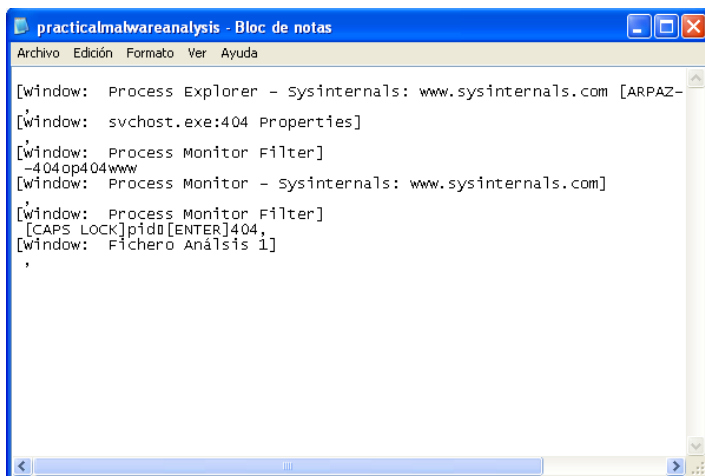 practicalmalwareanalysis - Bloc de notas
Archivo Edición Formato Ver Ayuda
[Window: Process Explorer - Sysinternals: www.sysinternals.com [ARPAZ-
,
[Window: svchost.exe:404 Properties]
,
[Window: Process Monitor Filter]
-404op404www
[Window: Process Monitor - Sysinternals: www.sysinternals.com]
,
[Window: Process Monitor Filter]
[CAPS LOCK]pid▯[ENTER]404,
[Window: Fichero Análsis 1]
,